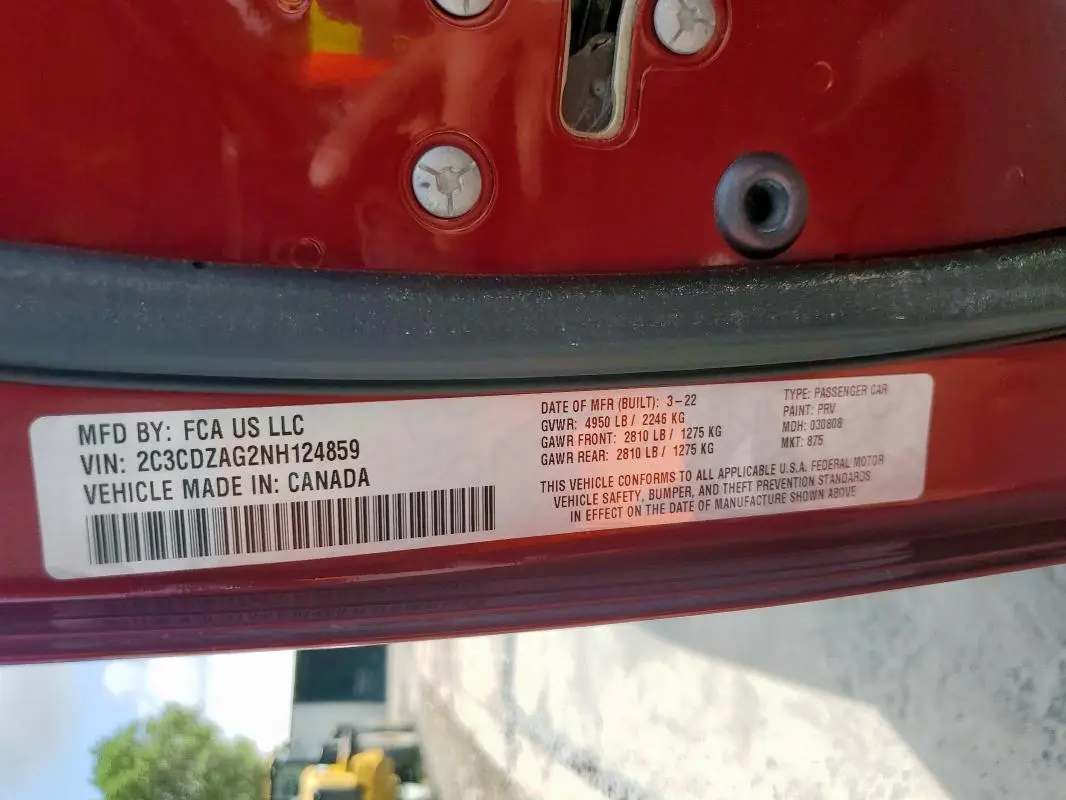 MFD BY: FCA US LLC
VIN: 2C3CDZAG2NH124859
VEHICLE MADE IN: CANADA
DATE OF MFR (BUILT): 3-22
GVWR: 4950 LB / 2246 KG
GAWR FRONT: 2810 LB / 1275 KG
GAWR REAR: 2810 LB / 1275 KG
TYPE: PASSENGER CAR
PAINT: PRV
MDH: 030808
MKT: 875
THIS VEHICLE CONFORMS TO ALL APPLICABLE U.S.A. FEDERAL MOTOR
VEHICLE SAFETY, BUMPER, AND THEFT PREVENTION STANDARDS
IN EFFECT ON THE DATE OF MANUFACTURE SHOWN ABOVE